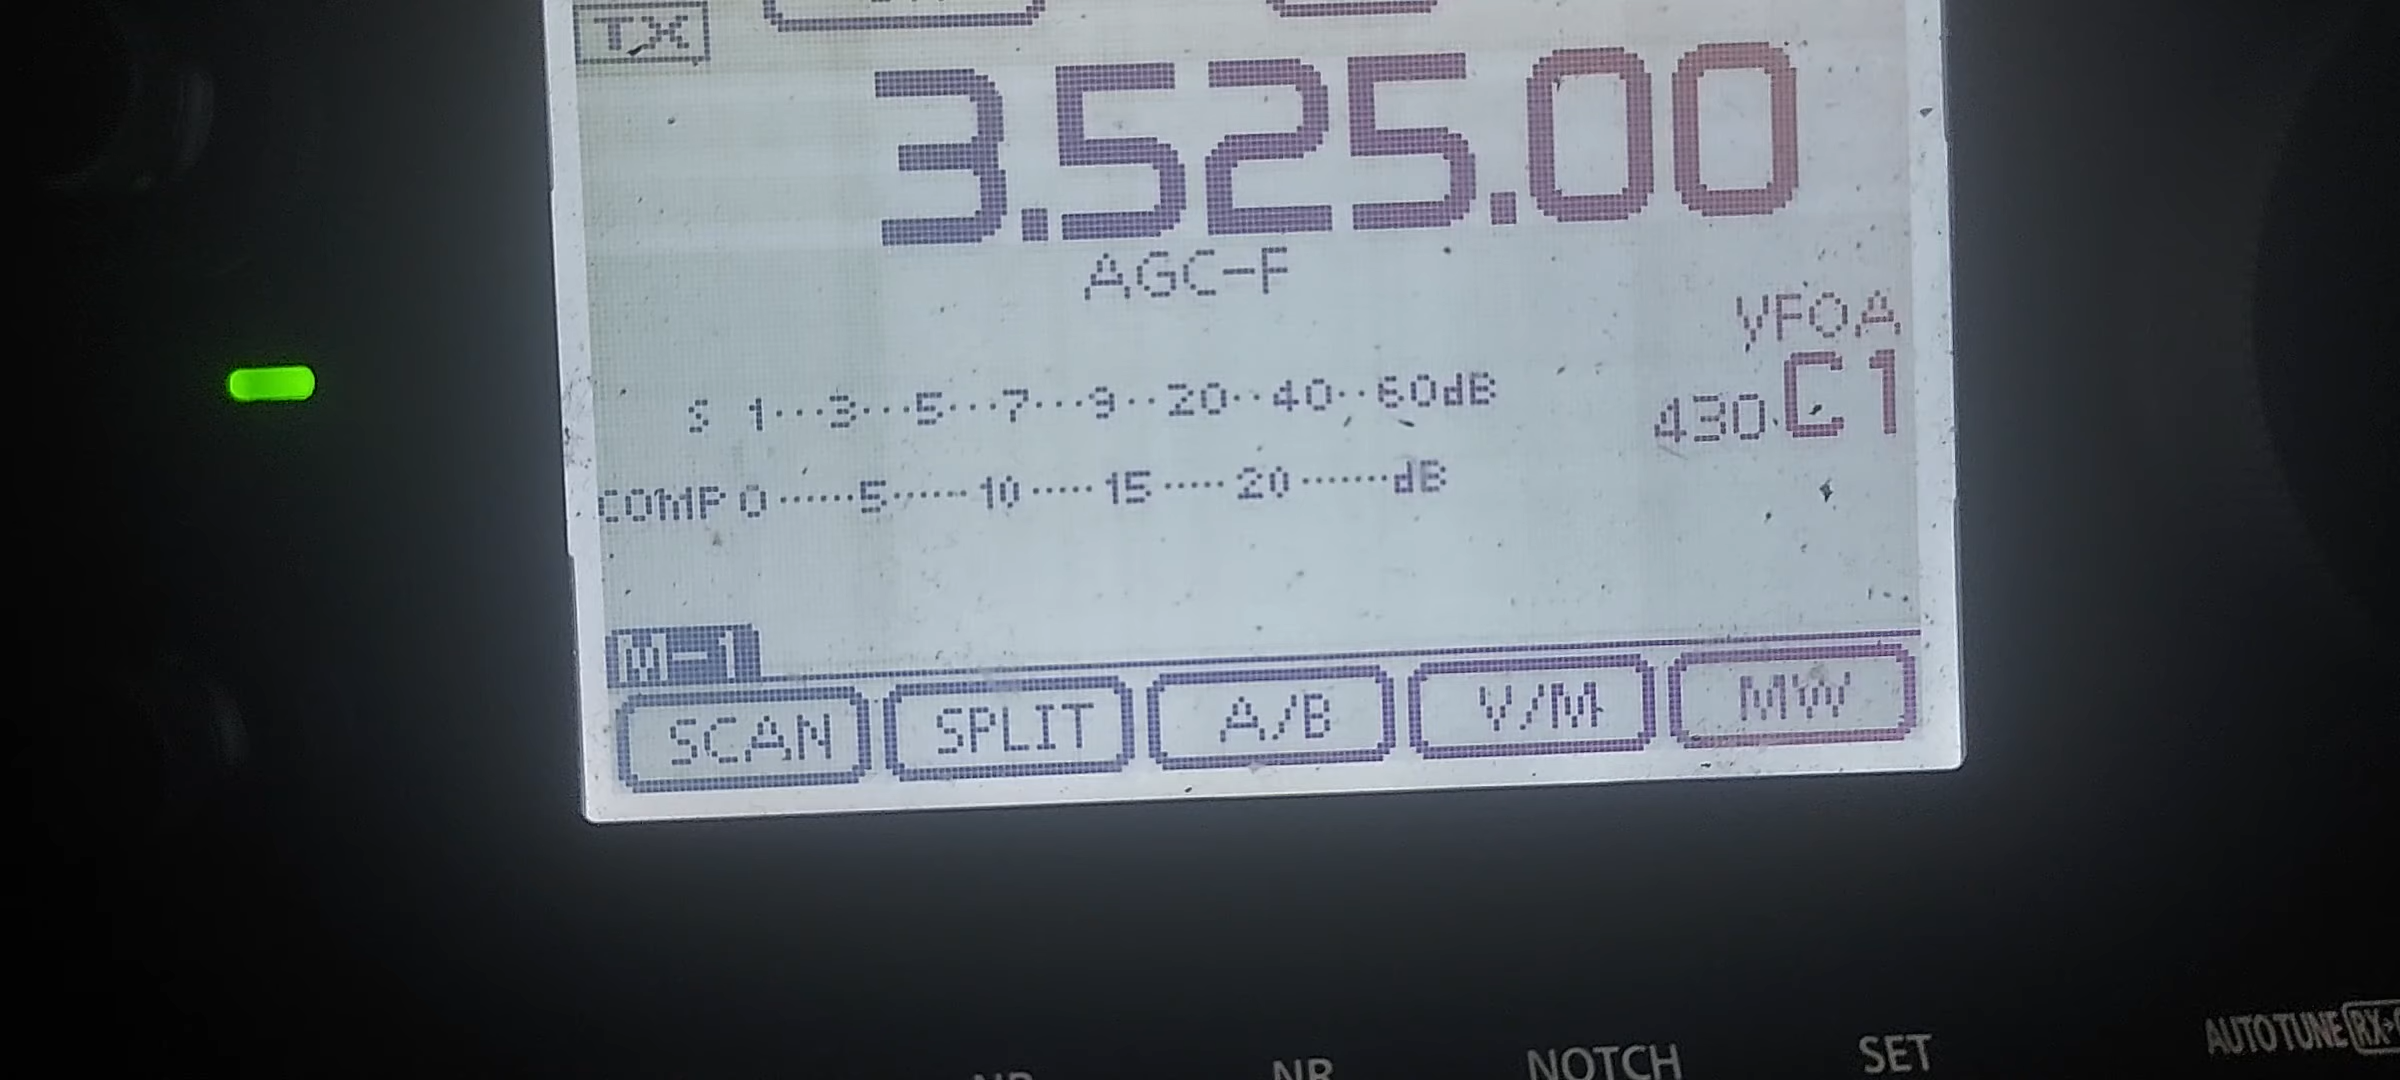 TX
3.525.00
AGC-F
VFOA
S 1···3···5···7···9··20··40··60dB
430·C1
COMP 0······5······10·····15·····20·······dB
M-1
SCAN SPLIT A/B V/M MW
NR NOTCH SET AUTOTUNE